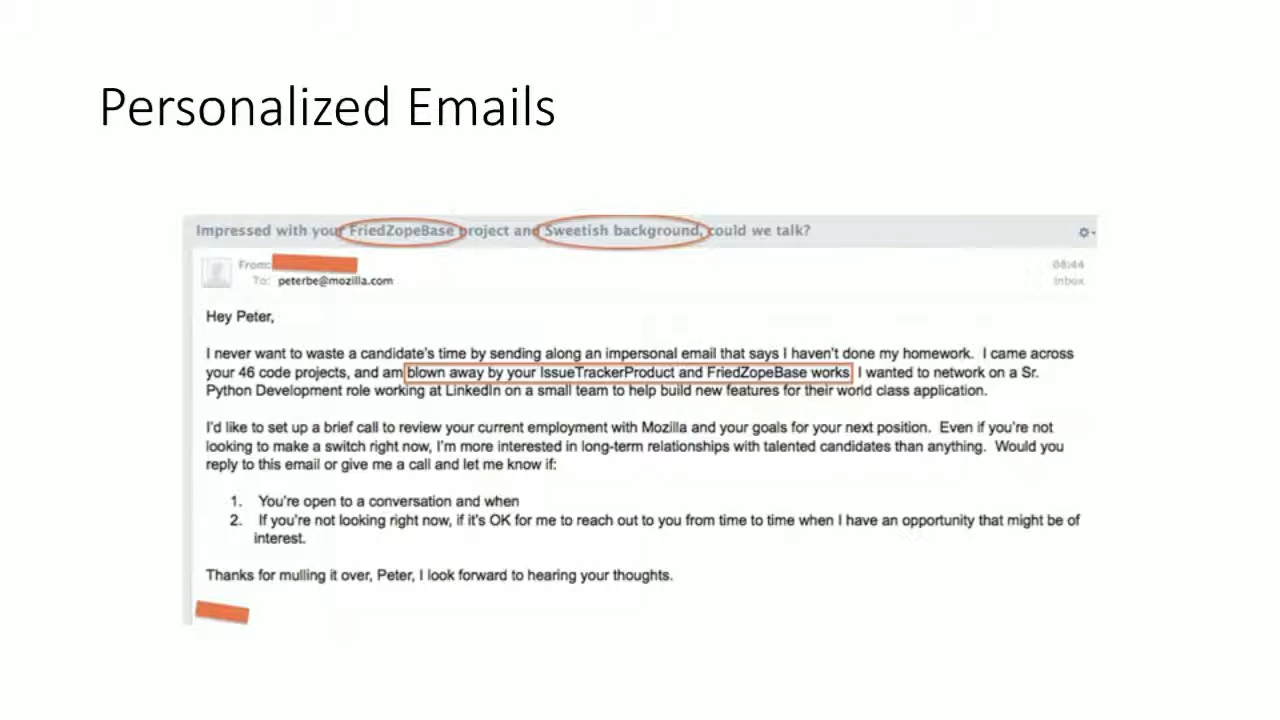 Personalized Emails
Impressed with your FriedZopeBase project and Sweetish background, could we talk?
From:
08:44
To: peterbe@mozilla.com
Inbox
Hey Peter,
I never want to waste a candidate's time by sending along an impersonal email that says I haven't done my homework. I came across
your 46 code projects, and am blown away by your IssueTrackerProduct and FriedZopeBase works I wanted to network on a Sr.
Python Development role working at LinkedIn on a small team to help build new features for their world class application.
I'd like to set up a brief call to review your current employment with Mozilla and your goals for your next position. Even if you're not
looking to make a switch right now, I'm more interested in long-term relationships with talented candidates than anything. Would you
reply to this email or give me a call and let me know if:
1. You're open to a conversation and when
2. If you're not looking right now, if it's OK for me to reach out to you from time to time when I have an opportunity that might be of
interest.
Thanks for mulling it over, Peter, I look forward to hearing your thoughts.